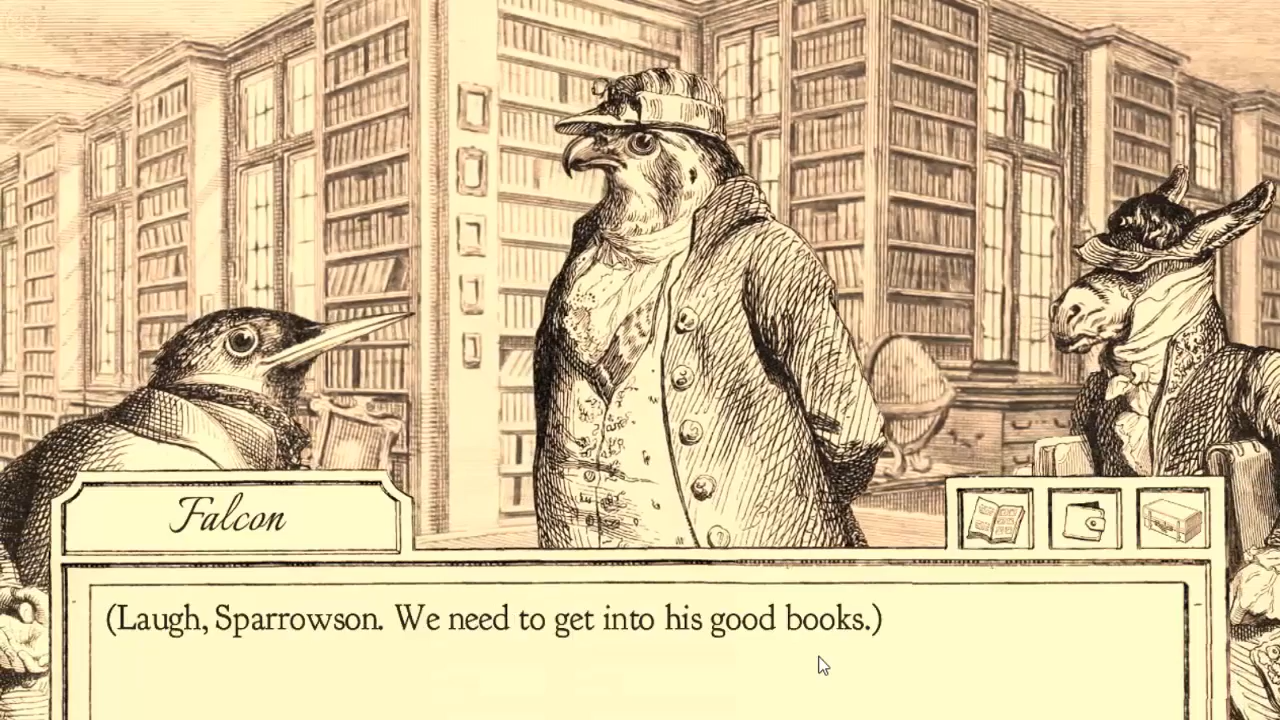 Falcon
(Laugh, Sparrowson. We need to get into his good books.)